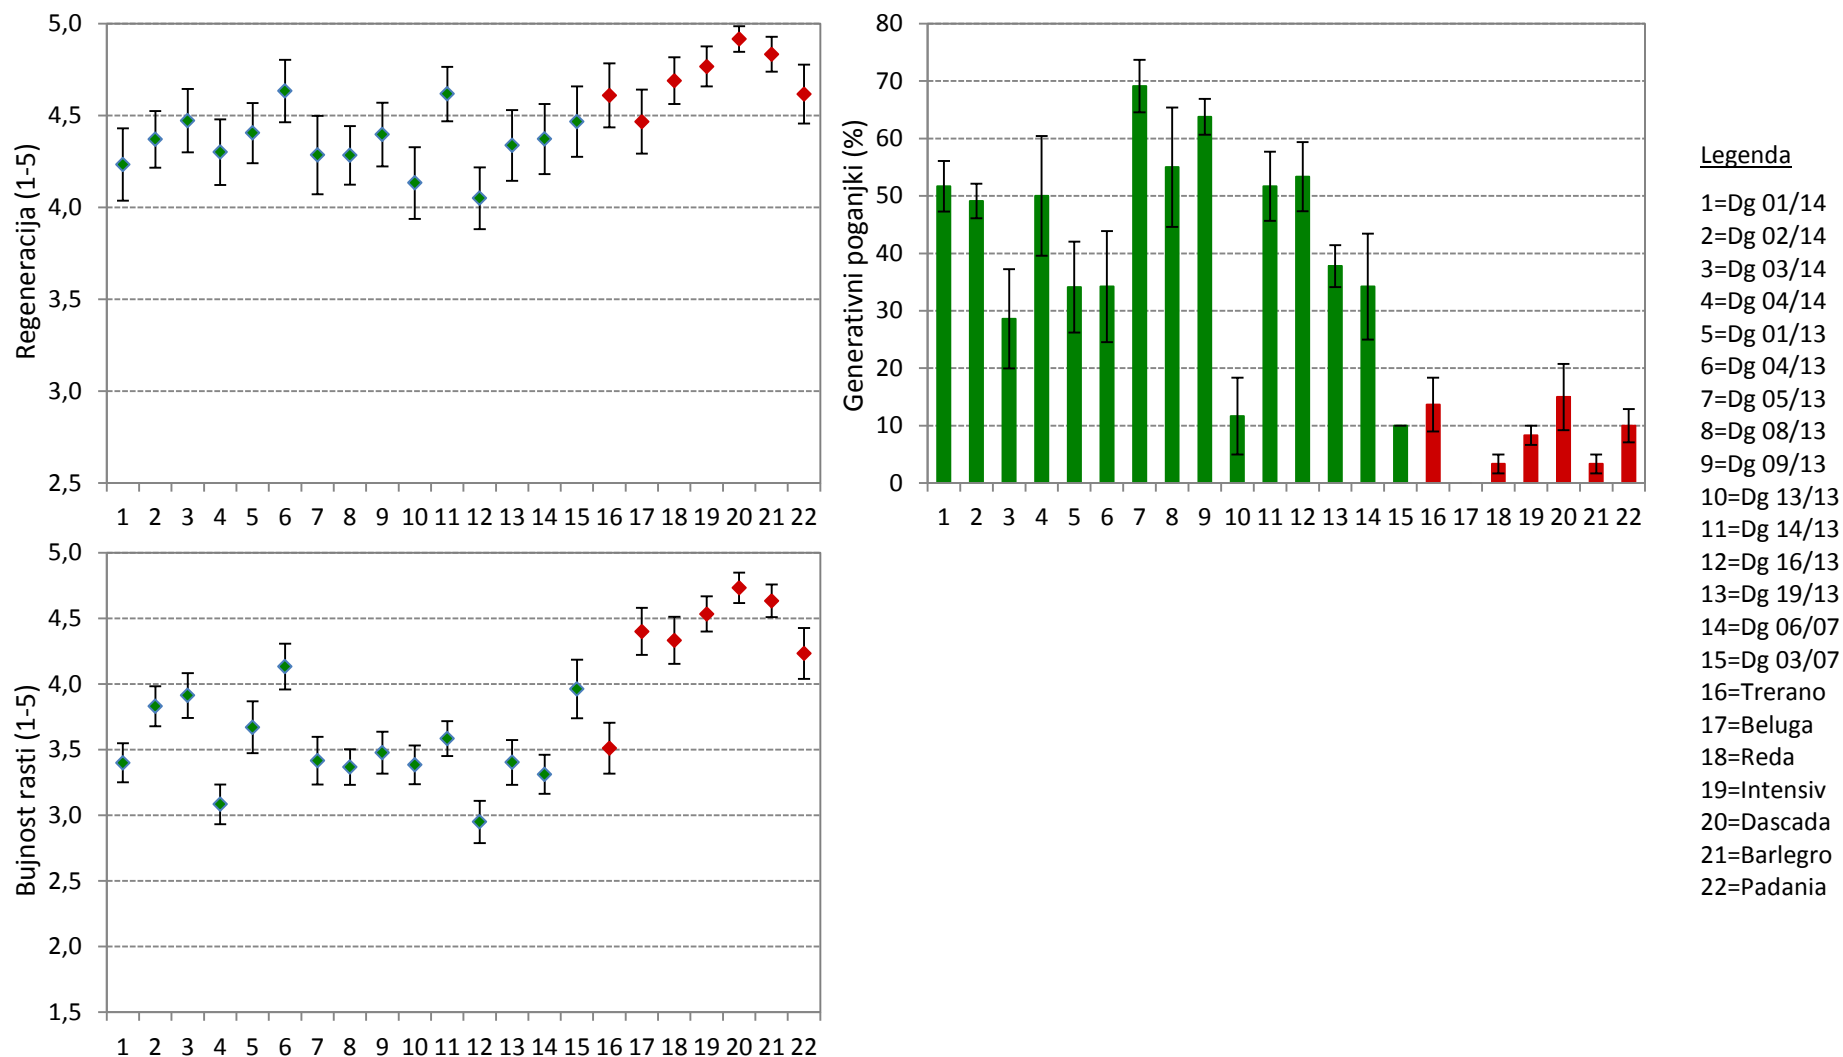 Regeneracija (1-5)
5,0
4,5
4,0
3,5
3,0
2,5
1 2 3 4 5 6 7 8 9 10 11 12 13 14 15 16 17 18 19 20 21 22
Generativni poganjki (%)
80
70
60
50
40
30
20
10
0
1 2 3 4 5 6 7 8 9 10 11 12 13 14 15 16 17 18 19 20 21 22
Bujnost rasti (1-5)
5,0
4,5
4,0
3,5
3,0
2,5
2,0
1,5
1 2 3 4 5 6 7 8 9 10 11 12 13 14 15 16 17 18 19 20 21 22
Legenda
1=Dg 01/14
2=Dg 02/14
3=Dg 03/14
4=Dg 04/14
5=Dg 01/13
6=Dg 04/13
7=Dg 05/13
8=Dg 08/13
9=Dg 09/13
10=Dg 13/13
11=Dg 14/13
12=Dg 16/13
13=Dg 19/13
14=Dg 06/07
15=Dg 03/07
16=Trerano
17=Beluga
18=Reda
19=Intensiv
20=Dascada
21=Barlegro
22=Padania